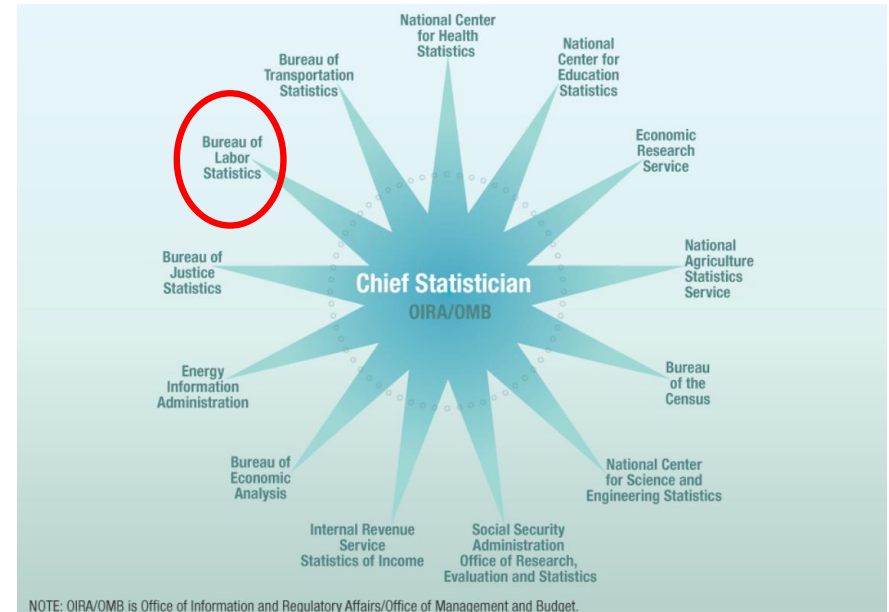 National Center
for Health
Statistics
National
Center for
Education
Statistics
Bureau of
Transportation
Statistics
Economic
Research
Service
Bureau of
Labor
Statistics
National
Agriculture
Statistics
Service
Bureau of
Justice
Statistics
Chief Statistician
OIRA/OMB
Bureau
of the
Census
Energy
Information
Administration
National Center
for Science and
Engineering Statistics
Bureau of
Economic
Analysis
Internal Revenue
Service
Statistics of Income
Social Security
Administration
Office of Research,
Evaluation and Statistics
NOTE: OIRA/OMB is Office of Information and Regulatory Affairs/Office of Management and Budget.